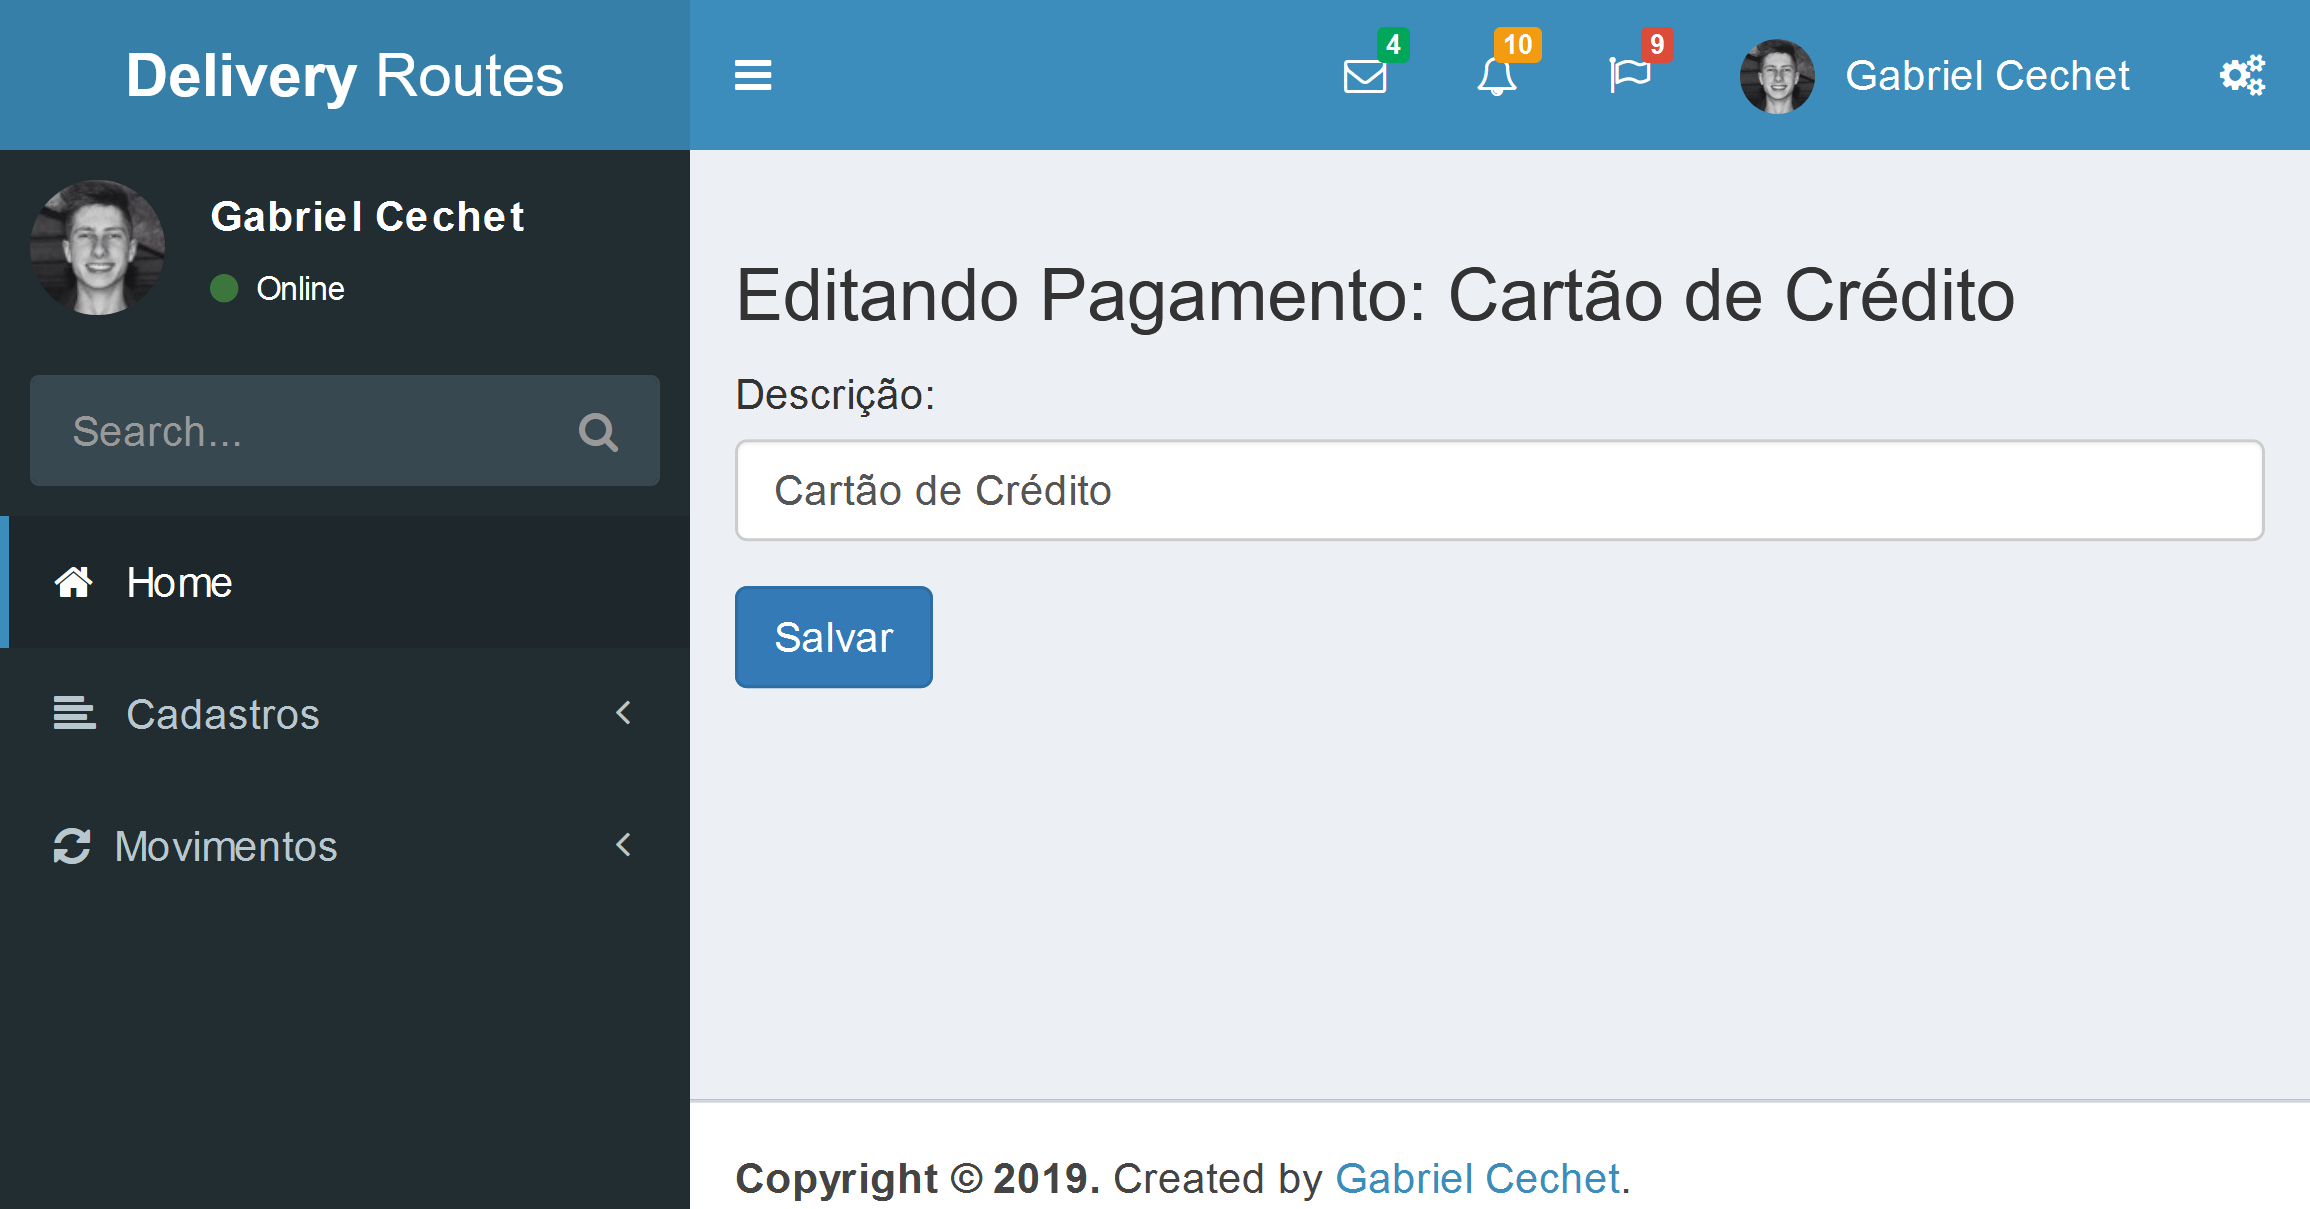 Delivery Routes
4
10
9
Gabriel Cechet
Gabriel Cechet
Online
Search...
Home
Cadastros
Movimentos
Editando Pagamento: Cartão de Crédito
Descrição:
Cartão de Crédito
Salvar
Copyright © 2019. Created by Gabriel Cechet.